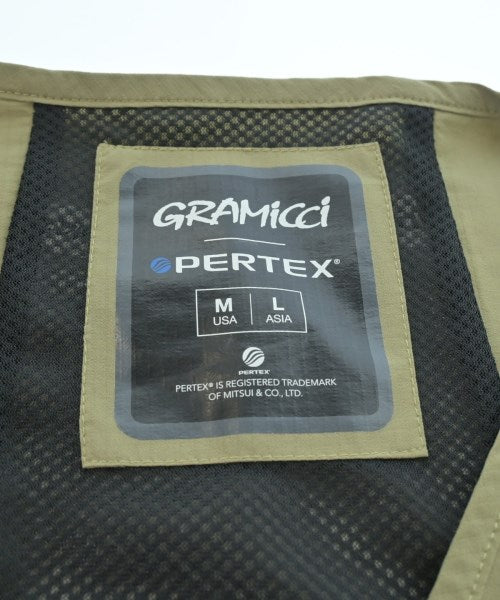 GRAMicci
PERTEX®
M L
USA ASIA
PERTEX®
PERTEX® IS REGISTERED TRADEMARK
OF MITSUI & CO., LTD.